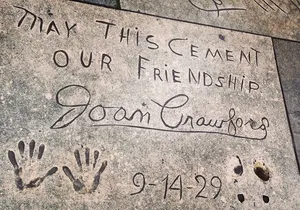 MAY THIS CEMENT
OUR FRIENDSHIP
Joan Crawford
9-14-29